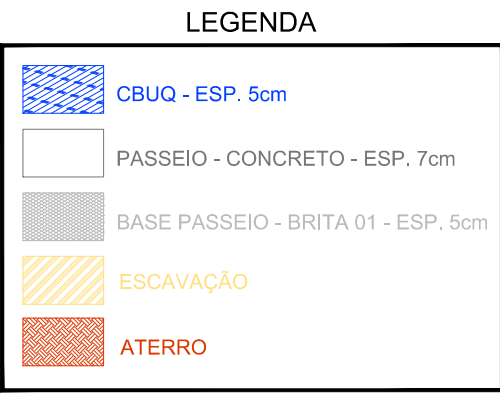 LEGENDA
CBUQ - ESP. 5cm
PASSEIO - CONCRETO - ESP. 7cm
BASE PASSEIO - BRITA 01 - ESP. 5cm
ESCAVAÇÃO
ATERRO